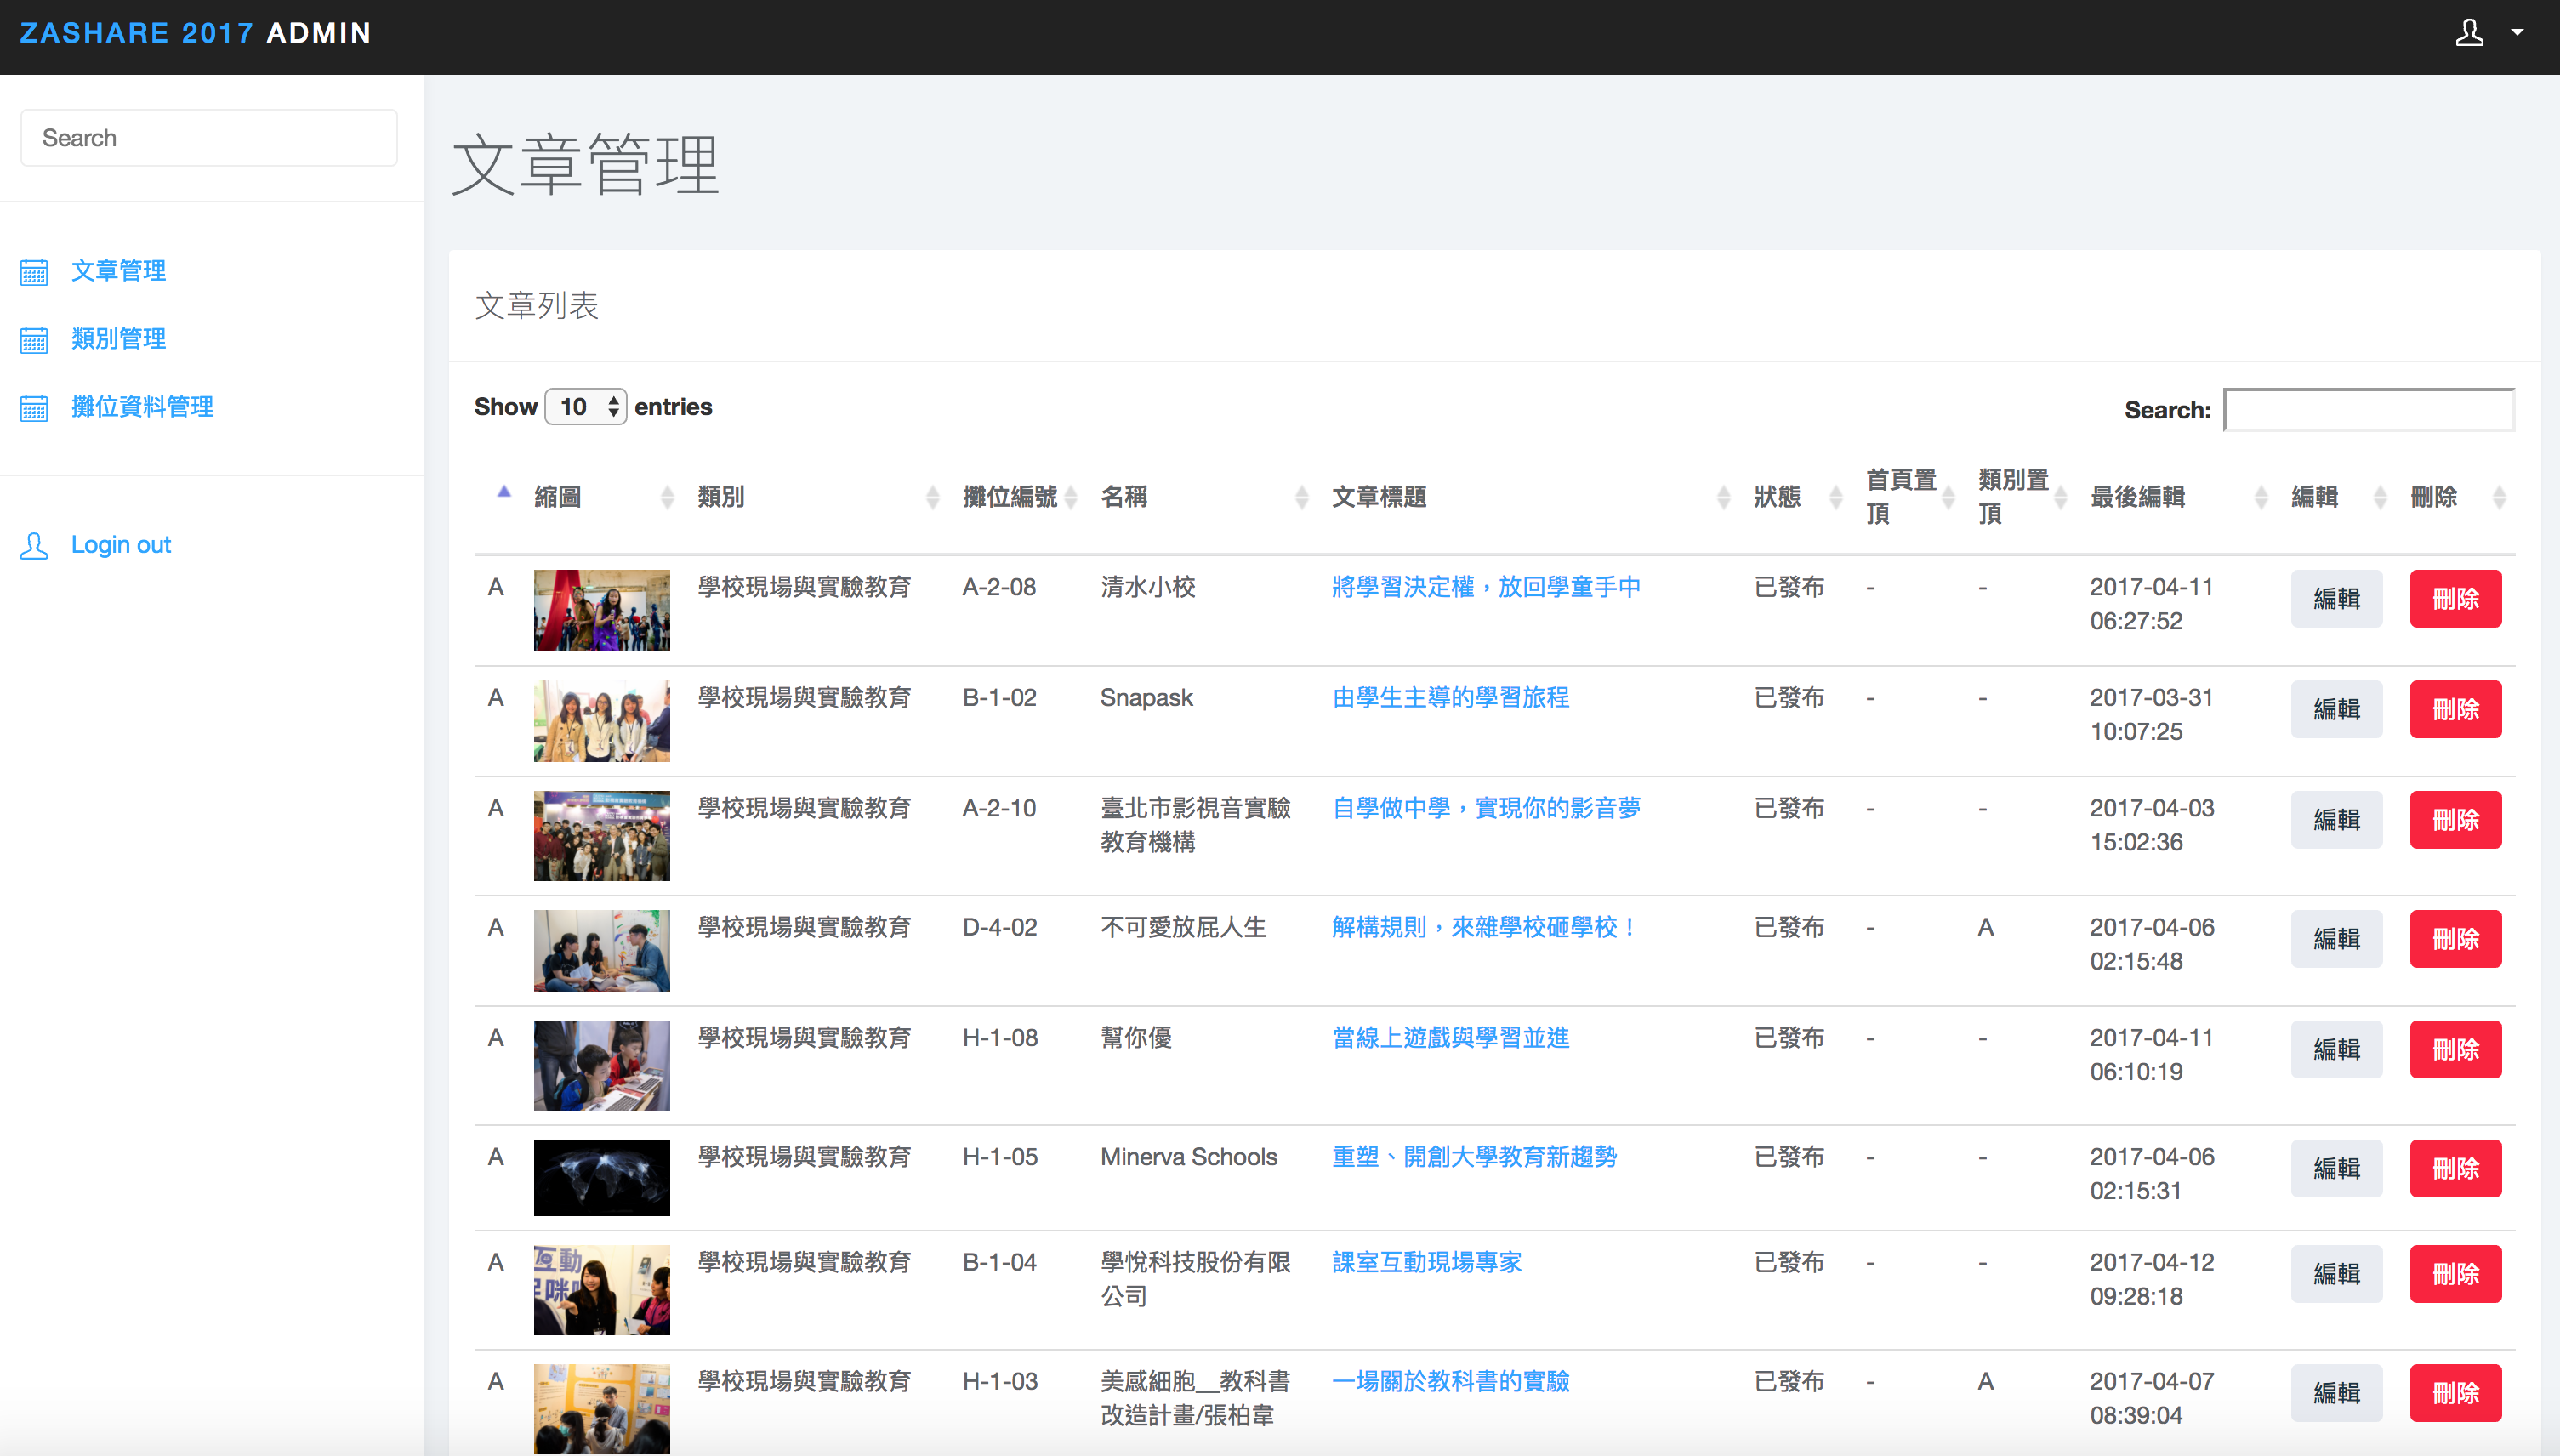 ZASHARE 2017 ADMIN
Search
文章管理
類別管理
攤位資料管理
Login out
文章管理
文章列表
Show 10 entries
Search:
縮圖 類別 攤位編號 名稱 文章標題 狀態 首頁置頂 類別置頂 最後編輯 編輯 刪除
A 學校現場與實驗教育 A-2-08 清水小校 將學習決定權，放回學童手中 已發布 - - 2017-04-11 編輯 刪除
06:27:52
A 學校現場與實驗教育 B-1-02 Snapask 由學生主導的學習旅程 已發布 - - 2017-03-31 編輯 刪除
10:07:25
A 學校現場與實驗教育 A-2-10 臺北市影視音實驗 自學做中學，實現你的影音夢 已發布 - - 2017-04-03 編輯 刪除
教育機構 15:02:36
A 學校現場與實驗教育 D-4-02 不可愛放屁人生 解構規則，來雜學校砸學校！ 已發布 - A 2017-04-06 編輯 刪除
02:15:48
A 學校現場與實驗教育 H-1-08 幫你優 當線上遊戲與學習並進 已發布 - - 2017-04-11 編輯 刪除
06:10:19
A 學校現場與實驗教育 H-1-05 Minerva Schools 重塑、開創大學教育新趨勢 已發布 - - 2017-04-06 編輯 刪除
02:15:31
A 學校現場與實驗教育 B-1-04 學悅科技股份有限 課室互動現場專家 已發布 - - 2017-04-12 編輯 刪除
公司 09:28:18
互動
A 學校現場與實驗教育 H-1-03 美感細胞__教科書 一場關於教科書的實驗 已發布 - A 2017-04-07 編輯 刪除
改造計畫/張柏韋 08:39:04